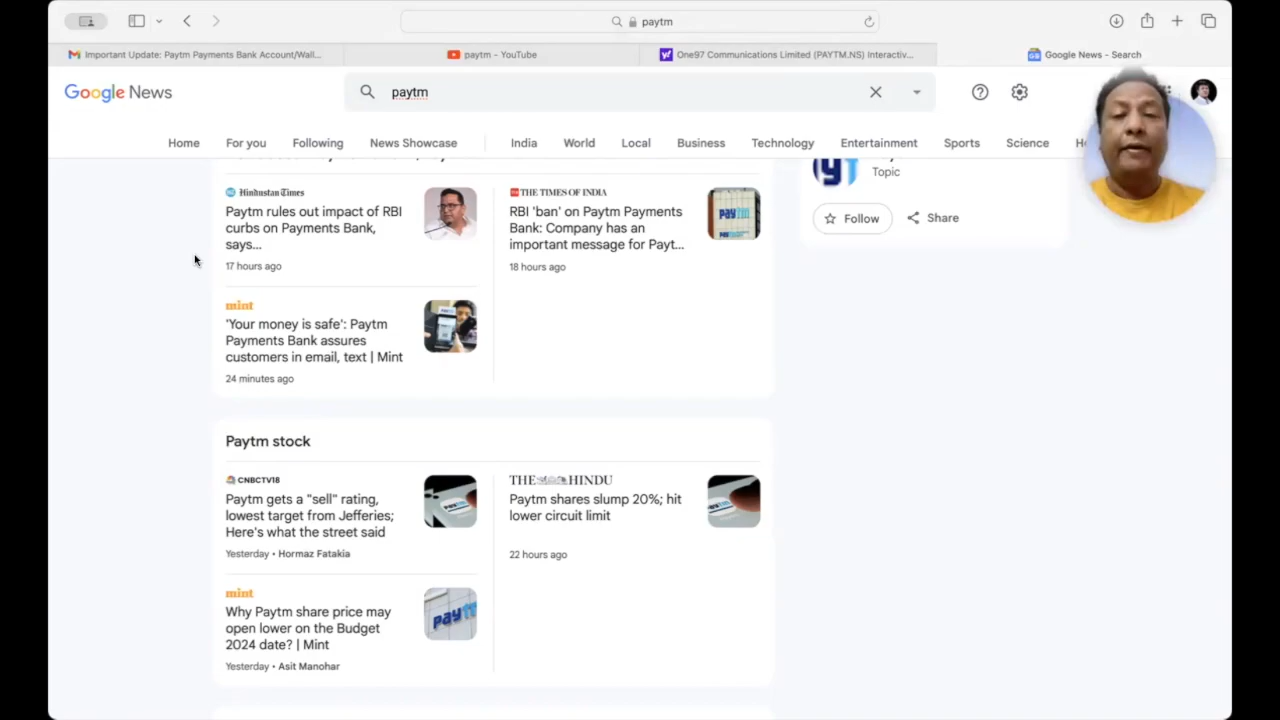 paytm
Important Update: Paytm Payments Bank Account/Wall...
paytm - YouTube
One97 Communications Limited (PAYTM.NS) Interactiv...
Google News - Search
Google News
paytm
Home
For you
Following
News Showcase
India
World
Local
Business
Technology
Entertainment
Sports
Science
Topic
Follow
Share
Hindustan Times
Paytm rules out impact of RBI
curbs on Payments Bank,
says...
17 hours ago
THE TIMES OF INDIA
RBI 'ban' on Paytm Payments
Bank: Company has an
important message for Payt...
18 hours ago
mint
'Your money is safe': Paytm
Payments Bank assures
customers in email, text | Mint
24 minutes ago
Paytm stock
CNBCTV18
Paytm gets a "sell" rating,
lowest target from Jefferies;
Here's what the street said
Yesterday • Hormaz Fatakia
THE HINDU
Paytm shares slump 20%; hit
lower circuit limit
22 hours ago
mint
Why Paytm share price may
open lower on the Budget
2024 date? | Mint
Yesterday • Asit Manohar